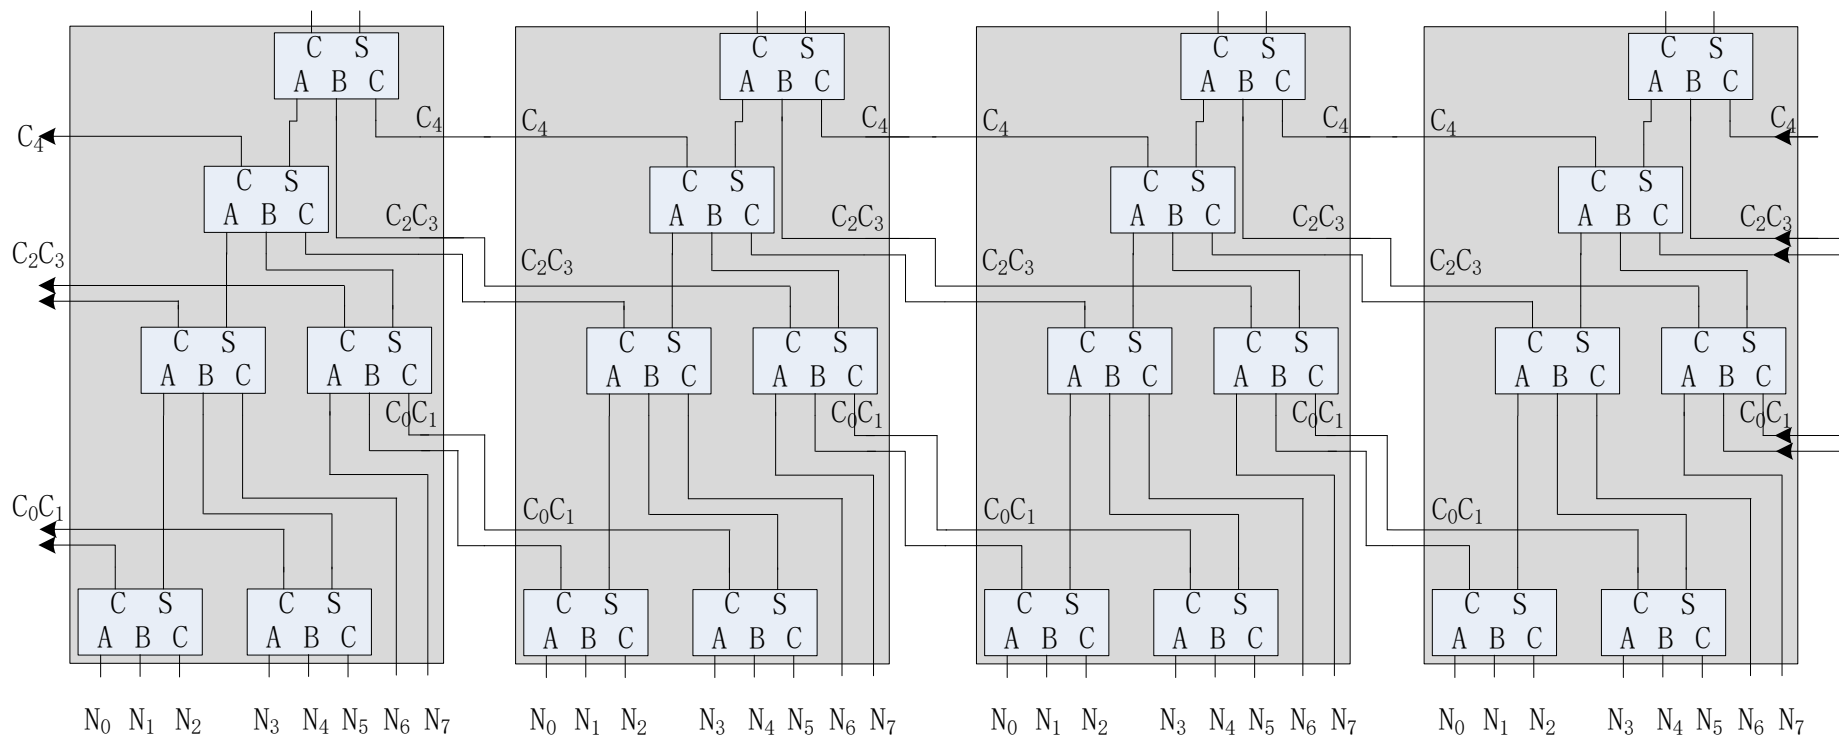 C S C S C S C S
A B C A B C A B C A B C
C₄ C₄ C₄ C₄ C₄ C₄ C₄ C₄
C S C S C S C S
A B C A B C A B C A B C
C₂C₃ C₂C₃ C₂C₃ C₂C₃
C₂C₃ C₂C₃ C₂C₃ C₂C₃
C S C S C S C S C S C S C S C S
A B C A B C A B C A B C A B C A B C A B C A B C
C₀C₁ C₀C₁ C₀C₁ C₀C₁
C₀C₁ C₀C₁ C₀C₁ C₀C₁
C S C S C S C S C S C S C S C S
A B C A B C A B C A B C A B C A B C A B C A B C
N₀ N₁ N₂ N₃ N₄ N₅ N₆ N₇ N₀ N₁ N₂ N₃ N₄ N₅ N₆ N₇ N₀ N₁ N₂ N₃ N₄ N₅ N₆ N₇ N₀ N₁ N₂ N₃ N₄ N₅ N₆ N₇